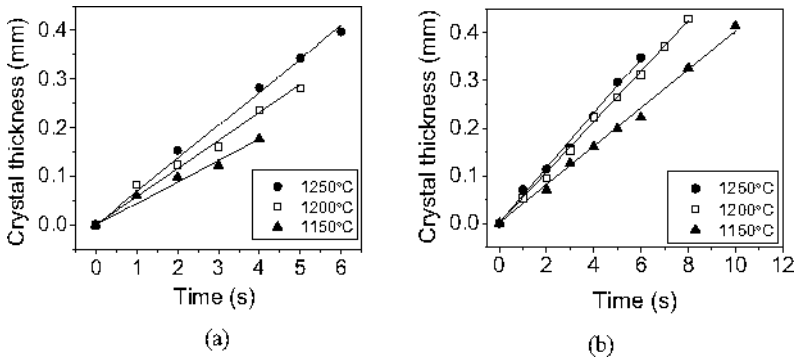 Crystal thickness (mm)
0.4
0.3
0.2
0.1
0.0
0 1 2 3 4 5 6
Time (s)
1250°C
1200°C
1150°C
(a)
Crystal thickness (mm)
0.4
0.3
0.2
0.1
0.0
0 2 4 6 8 10 12
Time (s)
1250°C
1200°C
1150°C
(b)